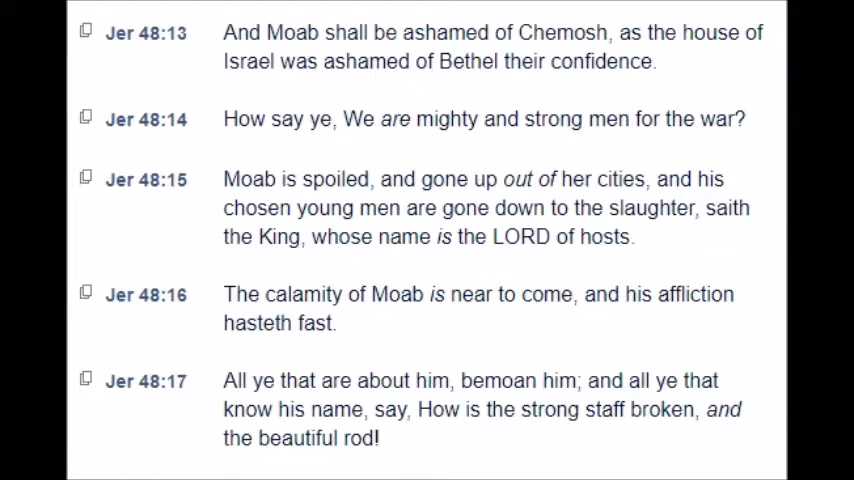 Jer 48:13 And Moab shall be ashamed of Chemosh, as the house of
Israel was ashamed of Bethel their confidence.
Jer 48:14 How say ye, We are mighty and strong men for the war?
Jer 48:15 Moab is spoiled, and gone up out of her cities, and his
chosen young men are gone down to the slaughter, saith
the King, whose name is the LORD of hosts.
Jer 48:16 The calamity of Moab is near to come, and his affliction
hasteth fast.
Jer 48:17 All ye that are about him, bemoan him; and all ye that
know his name, say, How is the strong staff broken, and
the beautiful rod!